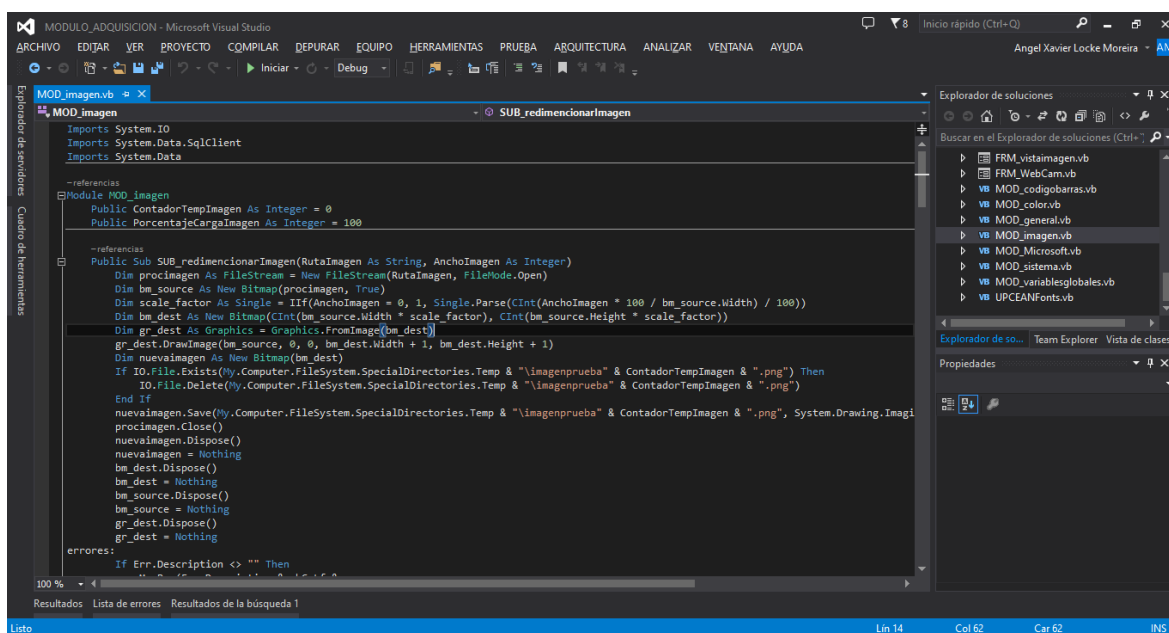 MODULO_ADQUISICION - Microsoft Visual Studio
8
Inicio rápido (Ctrl+Q)
ARCHIVO EDITAR VER PROYECTO COMPILAR DEPURAR EQUIPO HERRAMIENTAS PRUEBA ARQUITECTURA ANALIZAR VENTANA AYUDA
Angel Xavier Locke Moreira
AN
Iniciar
Debug
Explorador de servidores
Cuadro de herramientas
MOD_imagen.vb
MOD_imagen
SUB_redimencionarImagen
Imports System.IO
Imports System.Data.SqlClient
Imports System.Data
-referencias
Module MOD_imagen
Public ContadorTempImagen As Integer = 0
Public PorcentajeCargaImagen As Integer = 100
-referencias
Public Sub SUB_redimencionarImagen(RutaImagen As String, AnchoImagen As Integer)
Dim procimagen As FileStream = New FileStream(RutaImagen, FileMode.Open)
Dim bm_source As New Bitmap(procimagen, True)
Dim scale_factor As Single = IIf(AnchoImagen = 0, 1, Single.Parse(CInt(AnchoImagen * 100 / bm_source.Width) / 100))
Dim bm_dest As New Bitmap(CInt(bm_source.Width * scale_factor), CInt(bm_source.Height * scale_factor))
Dim gr_dest As Graphics = Graphics.FromImage(bm_dest)
gr_dest.DrawImage(bm_source, 0, 0, bm_dest.Width + 1, bm_dest.Height + 1)
Dim nuevaimagen As New Bitmap(bm_dest)
If IO.File.Exists(My.Computer.FileSystem.SpecialDirectories.Temp & "\imagenprueba" & ContadorTempImagen & ".png") Then
IO.File.Delete(My.Computer.FileSystem.SpecialDirectories.Temp & "\imagenprueba" & ContadorTempImagen & ".png")
End If
nuevaimagen.Save(My.Computer.FileSystem.SpecialDirectories.Temp & "\imagenprueba" & ContadorTempImagen & ".png", System.Drawing.Imagi
procimagen.Close()
nuevaimagen.Dispose()
nuevaimagen = Nothing
bm_dest.Dispose()
bm_dest = Nothing
bm_source.Dispose()
bm_source = Nothing
gr_dest.Dispose()
gr_dest = Nothing
errores:
If Err.Description <> "" Then
100 %
Explorador de soluciones
Buscar en el Explorador de soluciones (Ctrl+
FRM_vistaimagen.vb
FRM_WebCam.vb
VB MOD_codigobarras.vb
VB MOD_color.vb
VB MOD_general.vb
VB MOD_imagen.vb
VB MOD_Microsoft.vb
VB MOD_sistema.vb
VB MOD_variablesglobales.vb
VB UPCEANFonts.vb
Explorador de so... Team Explorer Vista de clases
Propiedades
Resultados Lista de errores Resultados de la búsqueda 1
Listo
Lín 14 Col 62 Car 62 INS